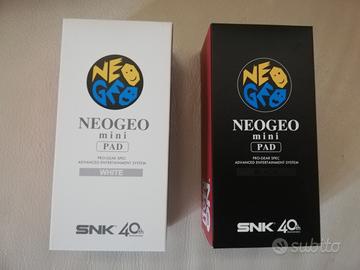 NEO
GEO
NEOGEO
mini
PAD
PRO-GEAR SPEC
ADVANCED ENTERTAINMENT SYSTEM
WHITE
SNK 40th
NEO
GEO
NEOGEO
mini
PAD
PRO-GEAR SPEC
ADVANCED ENTERTAINMENT SYSTEM
SNK 40th
subito